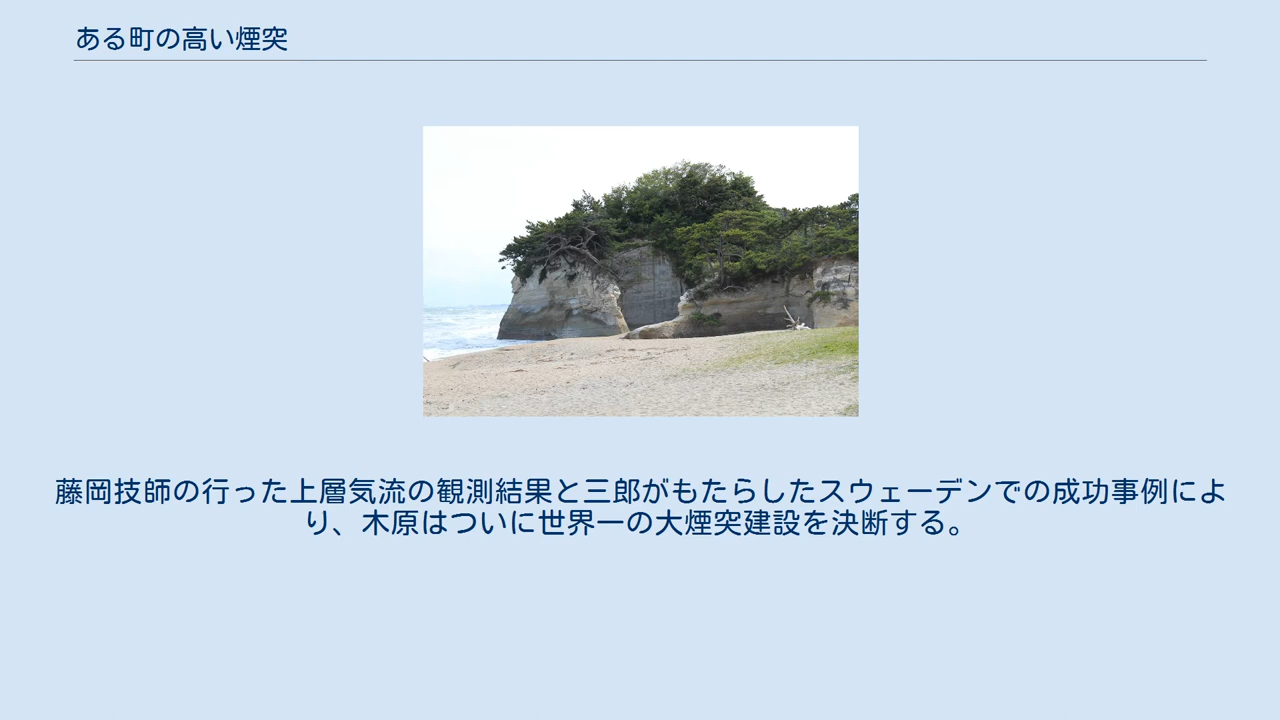 ある町の高い煙突
藤岡技師の行った上層気流の観測結果と三郎がもたらしたスウェーデンでの成功事例によ
り、木原はついに世界一の大煙突建設を決断する。